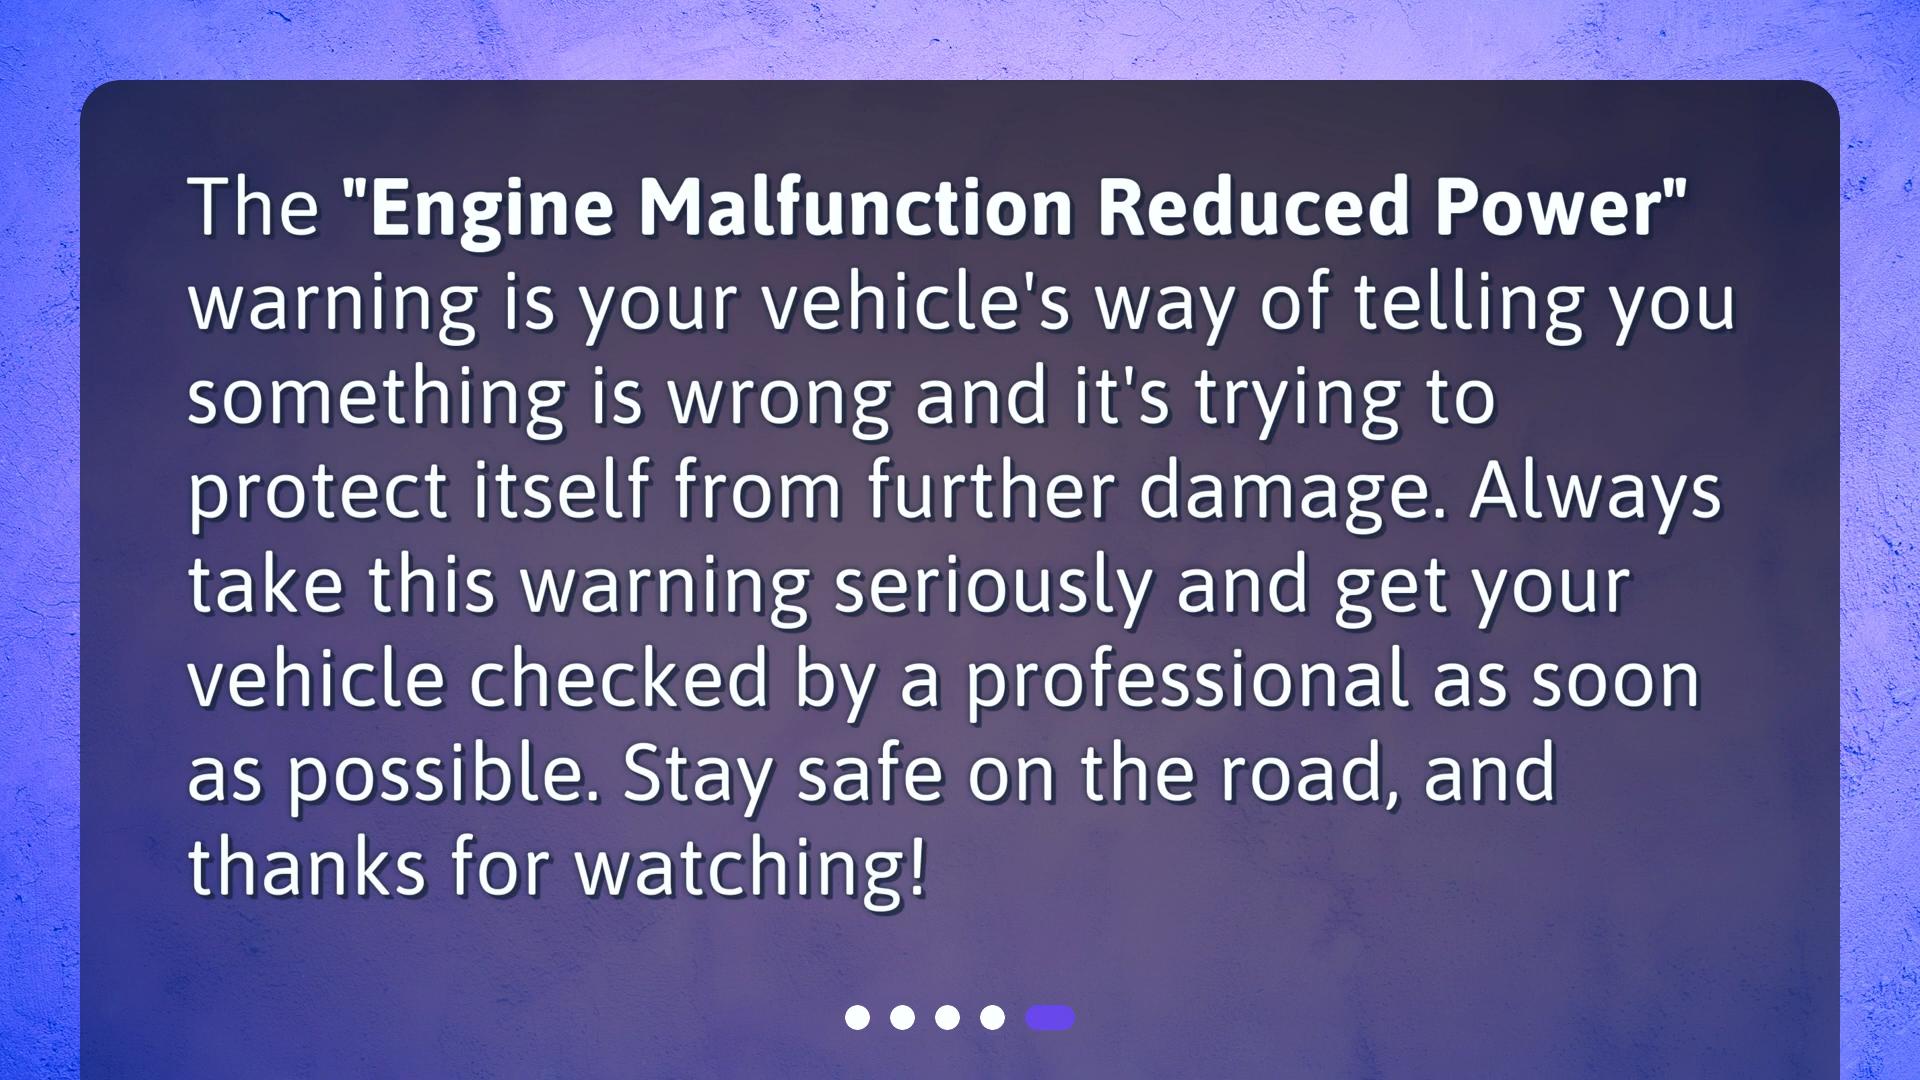 The "Engine Malfunction Reduced Power"
warning is your vehicle's way of telling you
something is wrong and it's trying to
protect itself from further damage. Always
take this warning seriously and get your
vehicle checked by a professional as soon
as possible. Stay safe on the road, and
thanks for watching!